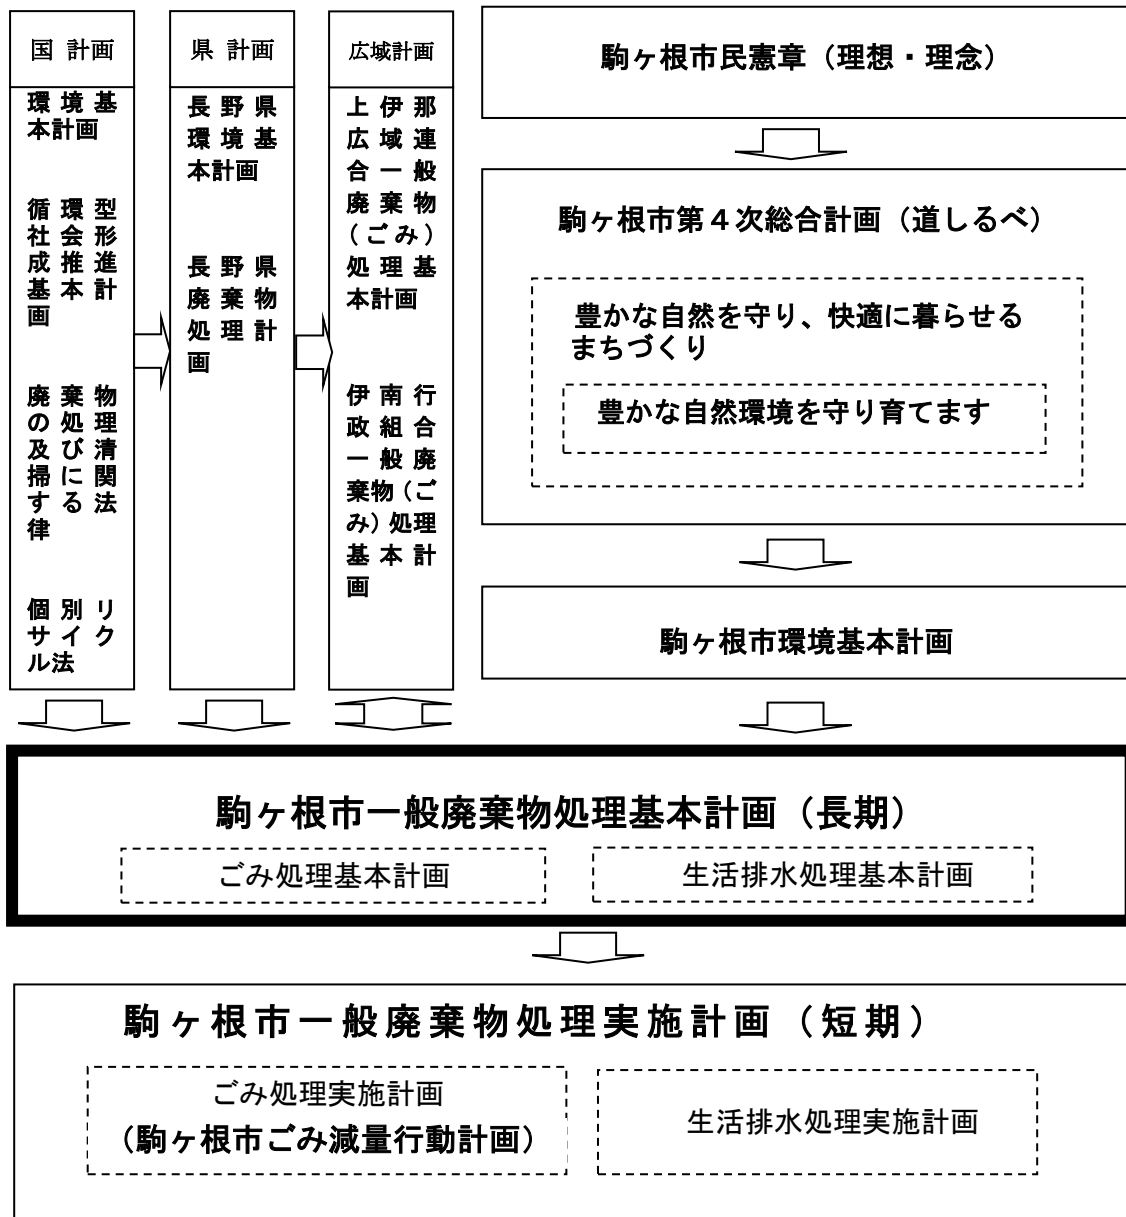 国 計画
環境基
本計画
循環型
社会形
成推進
基本計
画
廃棄物
の処理
及び清
掃に関
する法
律
個別リ
サイク
ル法
県 計画
長野県
環境基
本計画
長野県
廃棄物
処理計
画
広域計画
上伊那
広域連
合一般
廃棄物
(ごみ)
処理基
本計画
伊南行
政組合
一般廃
棄物(ご
み)処理
基本計
画
駒ヶ根市民憲章（理想・理念）
駒ヶ根市第４次総合計画（道しるべ）
豊かな自然を守り、快適に暮らせる
まちづくり
豊かな自然環境を守り育てます
駒ヶ根市環境基本計画
駒ヶ根市一般廃棄物処理基本計画（長期）
ごみ処理基本計画
生活排水処理基本計画
駒ヶ根市一般廃棄物処理実施計画（短期）
ごみ処理実施計画
（駒ヶ根市ごみ減量行動計画）
生活排水処理実施計画